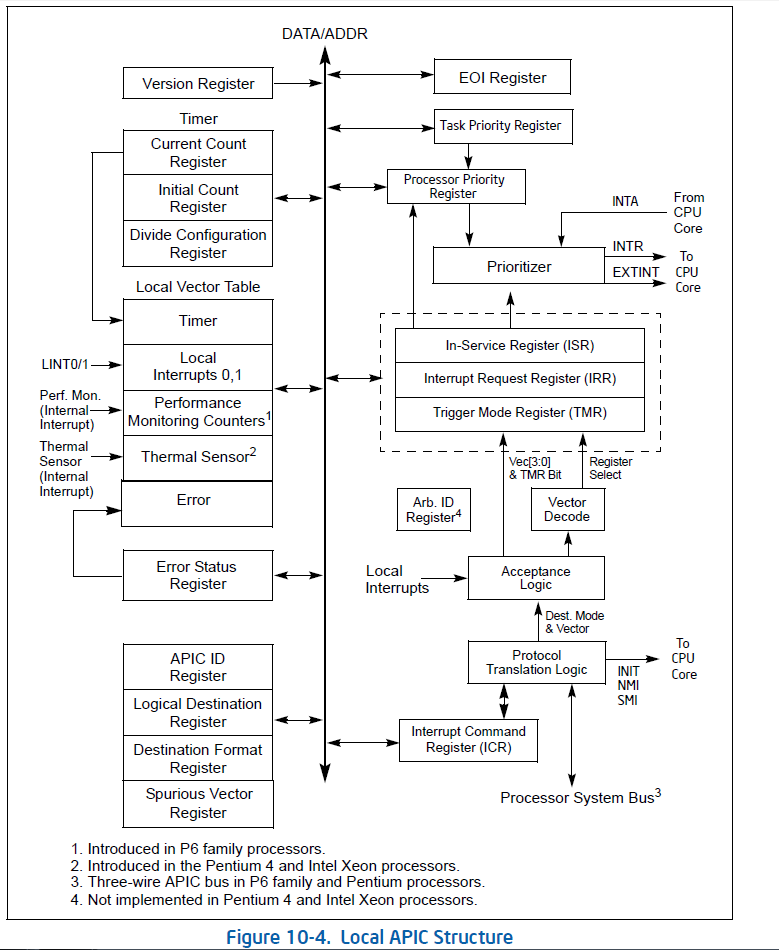 DATA/ADDR
Version Register
EOI Register
Timer
Current Count
Register
Initial Count
Register
Divide Configuration
Register
Task Priority Register
Processor Priority
Register
INTA
From
CPU
Core
Prioritizer
INTR
EXTINT
To
CPU
Core
Local Vector Table
Timer
LINT0/1
Local
Interrupts 0,1
Perf. Mon.
(Internal
Interrupt)
Performance
Monitoring Counters1
Thermal
Sensor
(Internal
Interrupt)
Thermal Sensor2
Error
In-Service Register (ISR)
Interrupt Request Register (IRR)
Trigger Mode Register (TMR)
Vec[3:0]
& TMR Bit
Register
Select
Arb. ID
Register4
Vector
Decode
Error Status
Register
Local
Interrupts
Acceptance
Logic
Dest. Mode
& Vector
Protocol
Translation Logic
To
CPU
Core
INIT
NMI
SMI
APIC ID
Register
Logical Destination
Register
Destination Format
Register
Spurious Vector
Register
Interrupt Command
Register (ICR)
Processor System Bus3
1. Introduced in P6 family processors.
2. Introduced in the Pentium 4 and Intel Xeon processors.
3. Three-wire APIC bus in P6 family and Pentium processors.
4. Not implemented in Pentium 4 and Intel Xeon processors.
Figure 10-4. Local APIC Structure